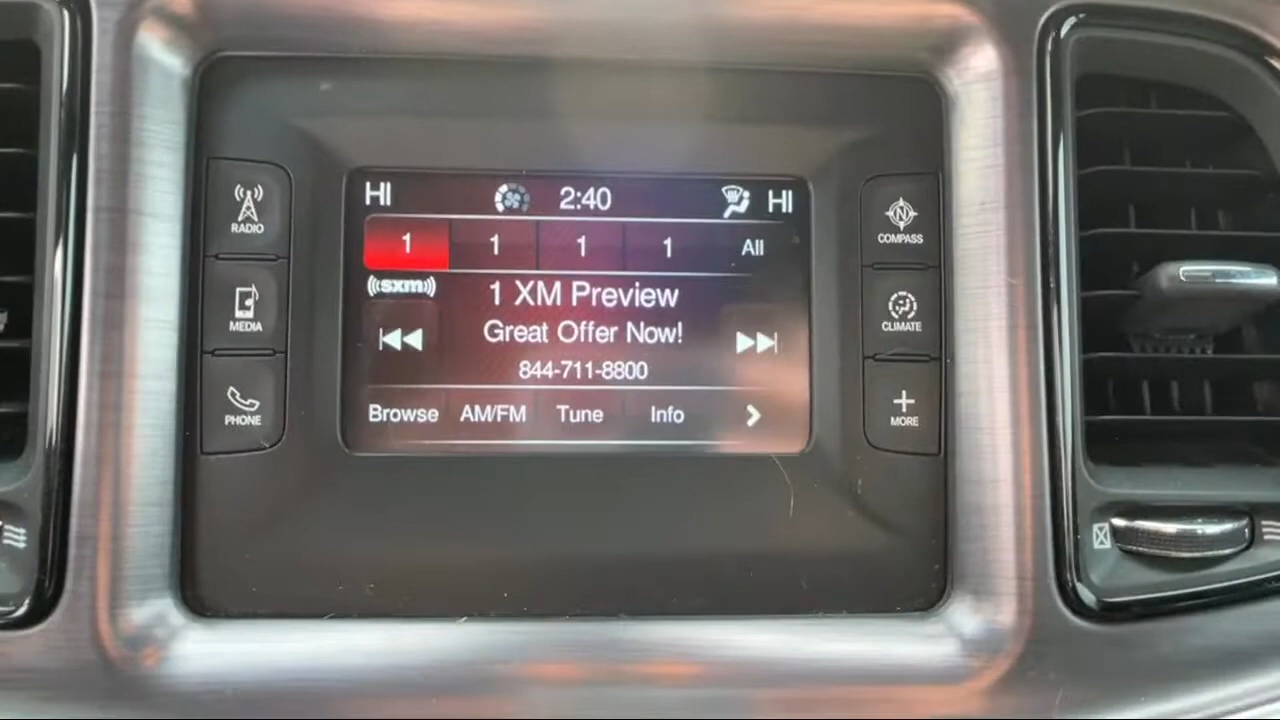 HI 2:40 HI
1 1 1 1 All
sxm
1 XM Preview
Great Offer Now!
844-711-8800
Browse AM/FM Tune Info
RADIO
MEDIA
PHONE
N
COMPASS
CLIMATE
MORE